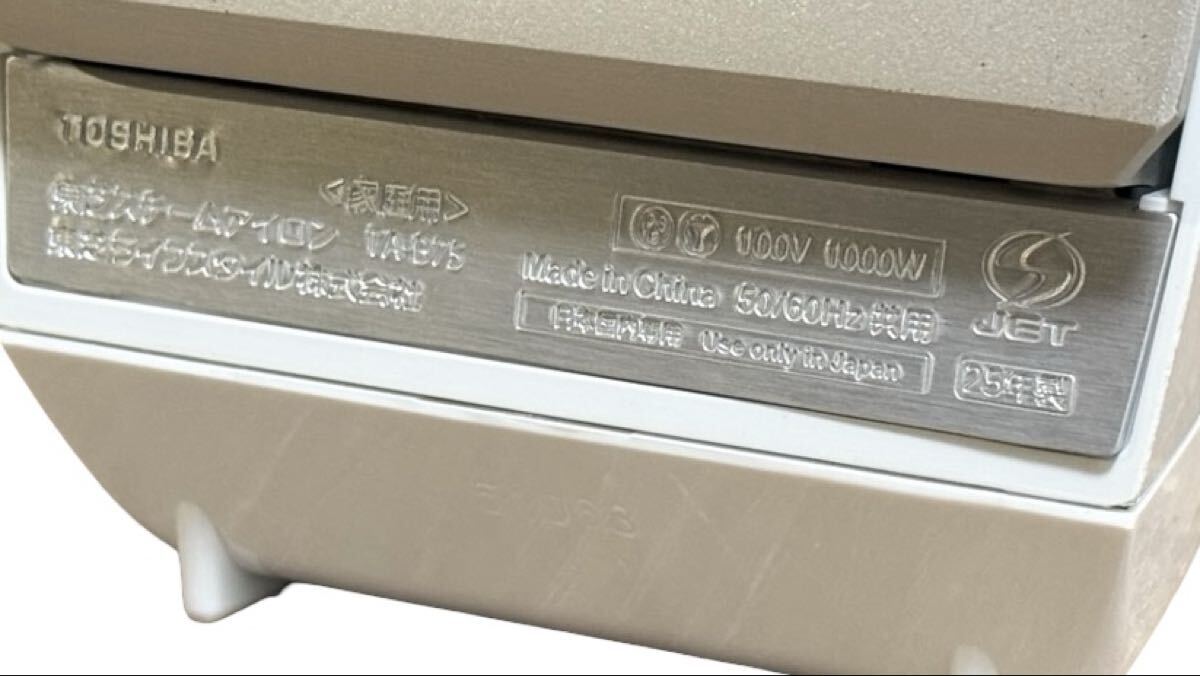 TOSHIBA
<家庭用>
東芝スチームアイロン TA-E75
東芝ライフスタイル株式会社
100V 1000W
Made in China 50/60Hz 共用
日本国内専用 Use only in Japan
JET
25年製